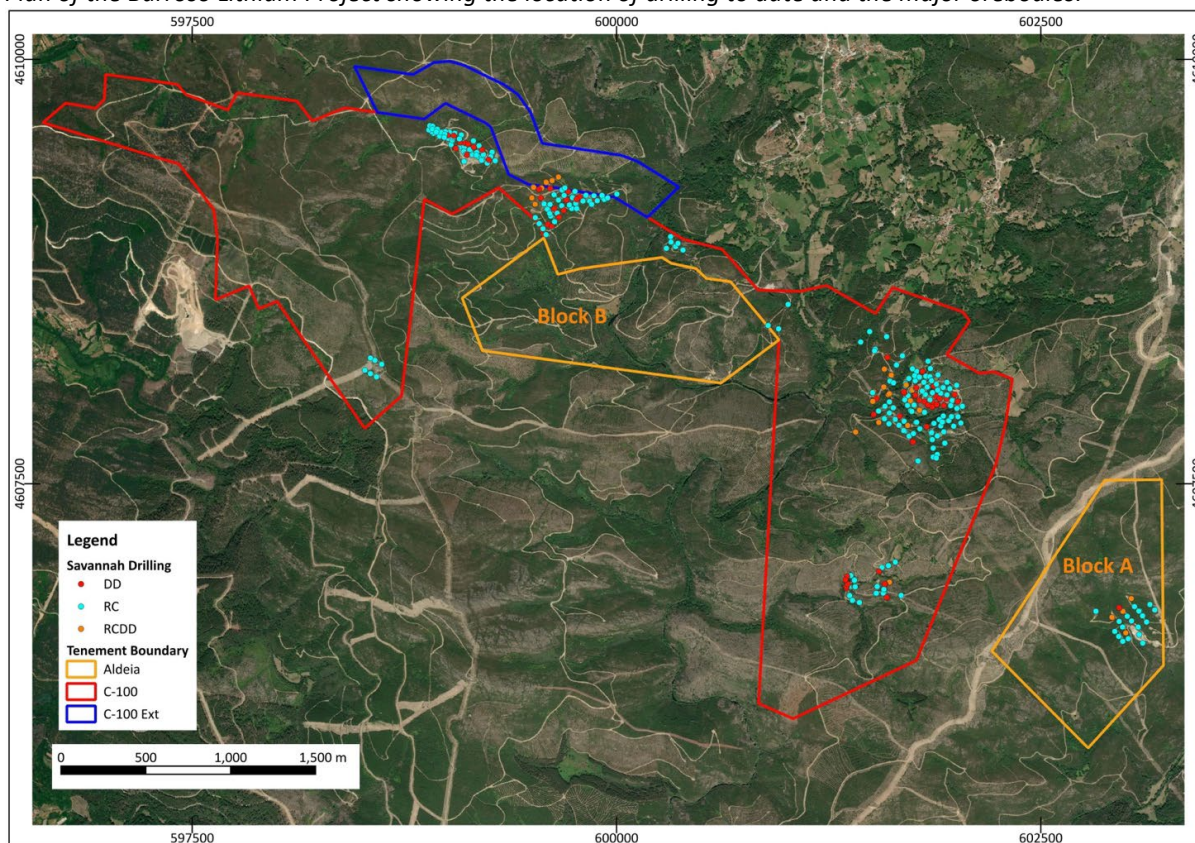 Plan of the Barroso Lithium Project showing the location of drilling to date and the major orebodies.
597500
600000
602500
4610000
4610000
Block B
4607500
4607500
Block A
Legend
Savannah Drilling
DD
RC
RCDD
Tenement Boundary
Aldeia
C-100
C-100 Ext
0 500 1,000 1,500 m
597500
600000
602500